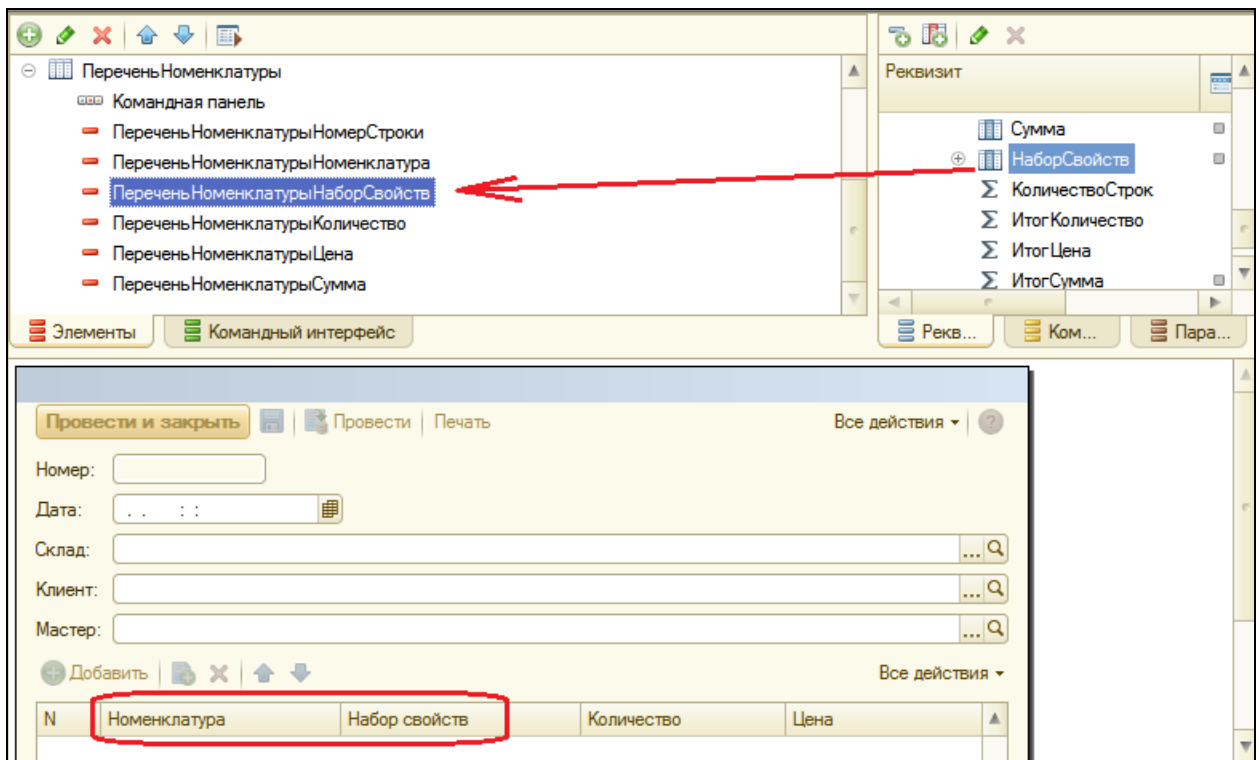 ПереченьНоменклатуры
Командная панель
ПереченьНоменклатурыНомерСтроки
ПереченьНоменклатурыНоменклатура
ПереченьНоменклатурыНаборСвойств
ПереченьНоменклатурыКоличество
ПереченьНоменклатурыЦена
ПереченьНоменклатурыСумма
Элементы Командный интерфейс
Реквизит
Сумма
НаборСвойств
КоличествоСтрок
ИтогКоличество
ИтогЦена
ИтогСумма
Рекв... Ком... Пара...
Провести и закрыть Провести Печать Все действия ?
Номер:
Дата: . . : :
Склад: ...
Клиент: ...
Мастер: ...
Добавить Все действия
N Номенклатура Набор свойств Количество Цена